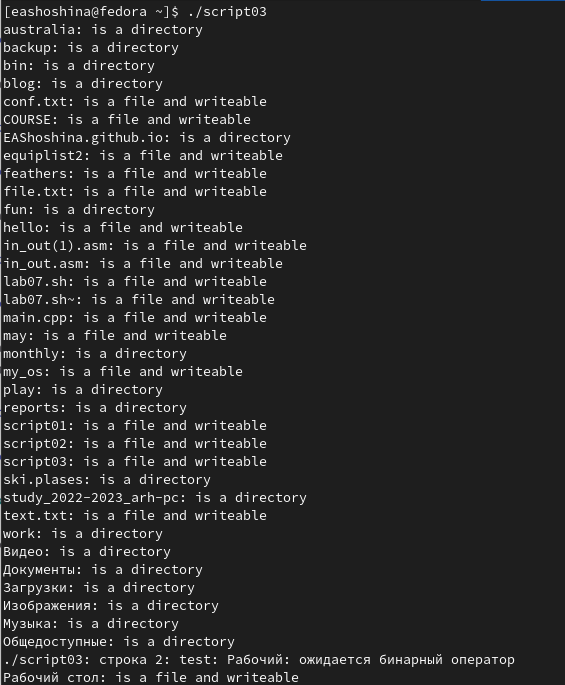 [eashoshina@fedora ~]$ ./script03
australia: is a directory
backup: is a directory
bin: is a directory
blog: is a directory
conf.txt: is a file and writeable
COURSE: is a file and writeable
EAShoshina.github.io: is a directory
equiplist2: is a file and writeable
feathers: is a file and writeable
file.txt: is a file and writeable
fun: is a directory
hello: is a file and writeable
in_out(1).asm: is a file and writeable
in_out.asm: is a file and writeable
lab07.sh: is a file and writeable
lab07.sh~: is a file and writeable
main.cpp: is a file and writeable
may: is a file and writeable
monthly: is a directory
my_os: is a file and writeable
play: is a directory
reports: is a directory
script01: is a file and writeable
script02: is a file and writeable
script03: is a file and writeable
ski.plases: is a directory
study_2022-2023_arh-pc: is a directory
text.txt: is a file and writeable
work: is a directory
Видео: is a directory
Документы: is a directory
Загрузки: is a directory
Изображения: is a directory
Музыка: is a directory
Общедоступные: is a directory
./script03: строка 2: test: Рабочий: ожидается бинарный оператор
Рабочий стол: is a file and writeable